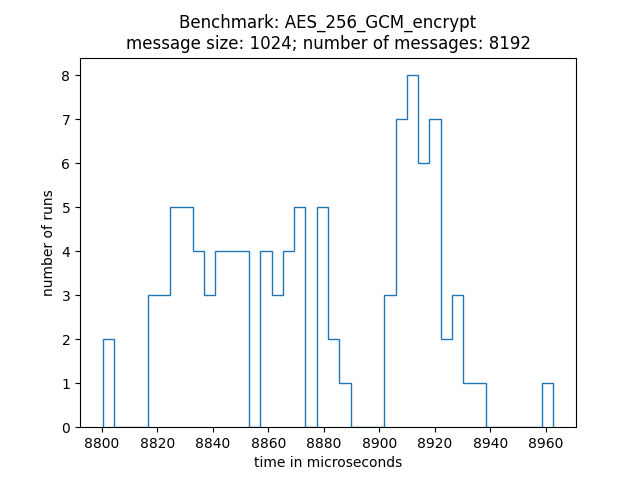 Benchmark: AES_256_GCM_encrypt
message size: 1024; number of messages: 8192
8
7
6
5
4
3
2
1
0
number of runs
8800 8820 8840 8860 8880 8900 8920 8940 8960
time in microseconds